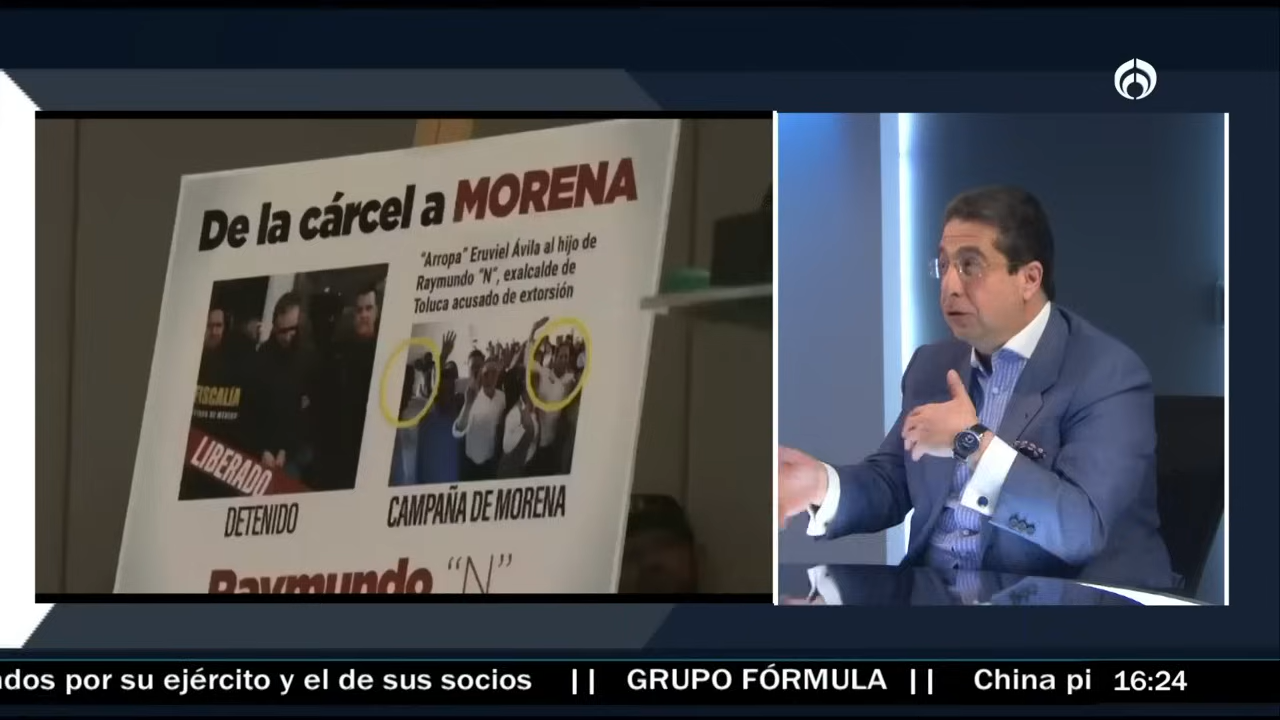 De la cárcel a MORENA
"Arropa" Eruviel Ávila al hijo de
Raymundo "N", exalcalde de
Toluca acusado de extorsión
FISCALÍA
LIBERADO
DETENIDO
CAMPAÑA DE MORENA
Raymundo "N"
dos por su ejército y el de sus socios || GRUPO FÓRMULA || China pi 16:24